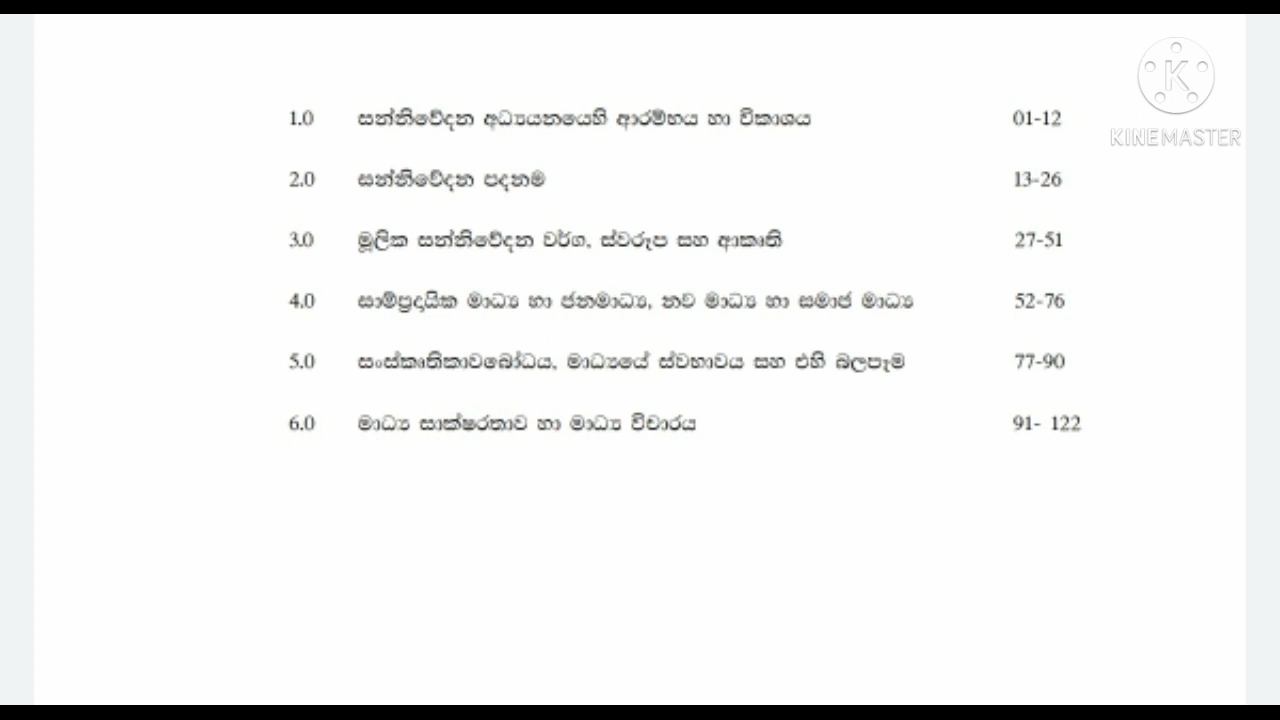 1.0 සන්නිවේදන අධ්‍යයනයෙහි ආරම්භය හා විකාශය 01-12
2.0 සන්නිවේදන පදනම 13-26
3.0 මූලික සන්නිවේදන වර්ග, ස්වරූප සහ ආකෘති 27-51
4.0 සාම්ප්‍රදායික මාධ්‍ය හා ජනමාධ්‍ය, නව මාධ්‍ය හා සමාජ මාධ්‍ය 52-76
5.0 සංස්කෘතිකාවබෝධය, මාධ්‍යයේ ස්වභාවය සහ එහි බලපෑම 77-90
6.0 මාධ්‍ය සාක්ෂරතාව හා මාධ්‍ය විචාරය 91- 122
K
KINEMASTER